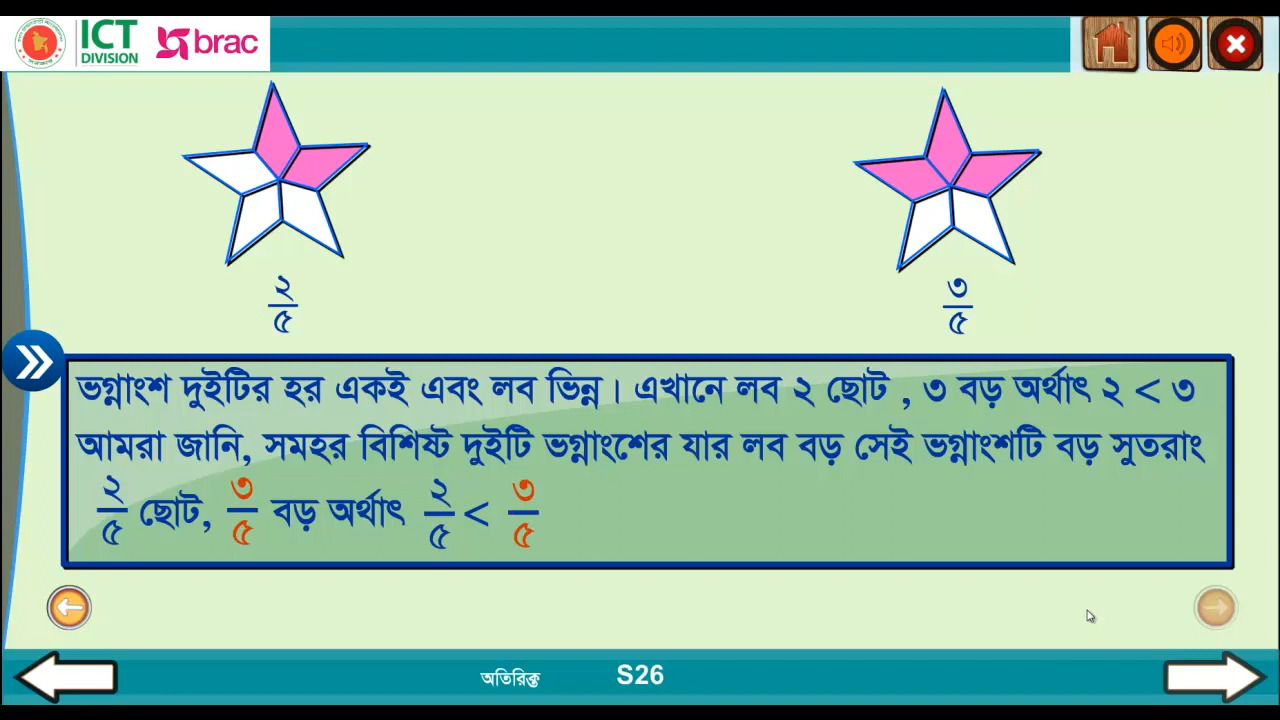 ICT
DIVISION
brac
২/৫
৩/৫
ভগ্নাংশ দুইটির হর একই এবং লব ভিন্ন। এখানে লব ২ ছোট , ৩ বড় অর্থাৎ ২ < ৩
আমরা জানি, সমহর বিশিষ্ট দুইটি ভগ্নাংশের যার লব বড় সেই ভগ্নাংশটি বড় সুতরাং
২/৫ ছোট, ৩/৫ বড় অর্থাৎ ২/৫ < ৩/৫
অতিরিক্ত
S26